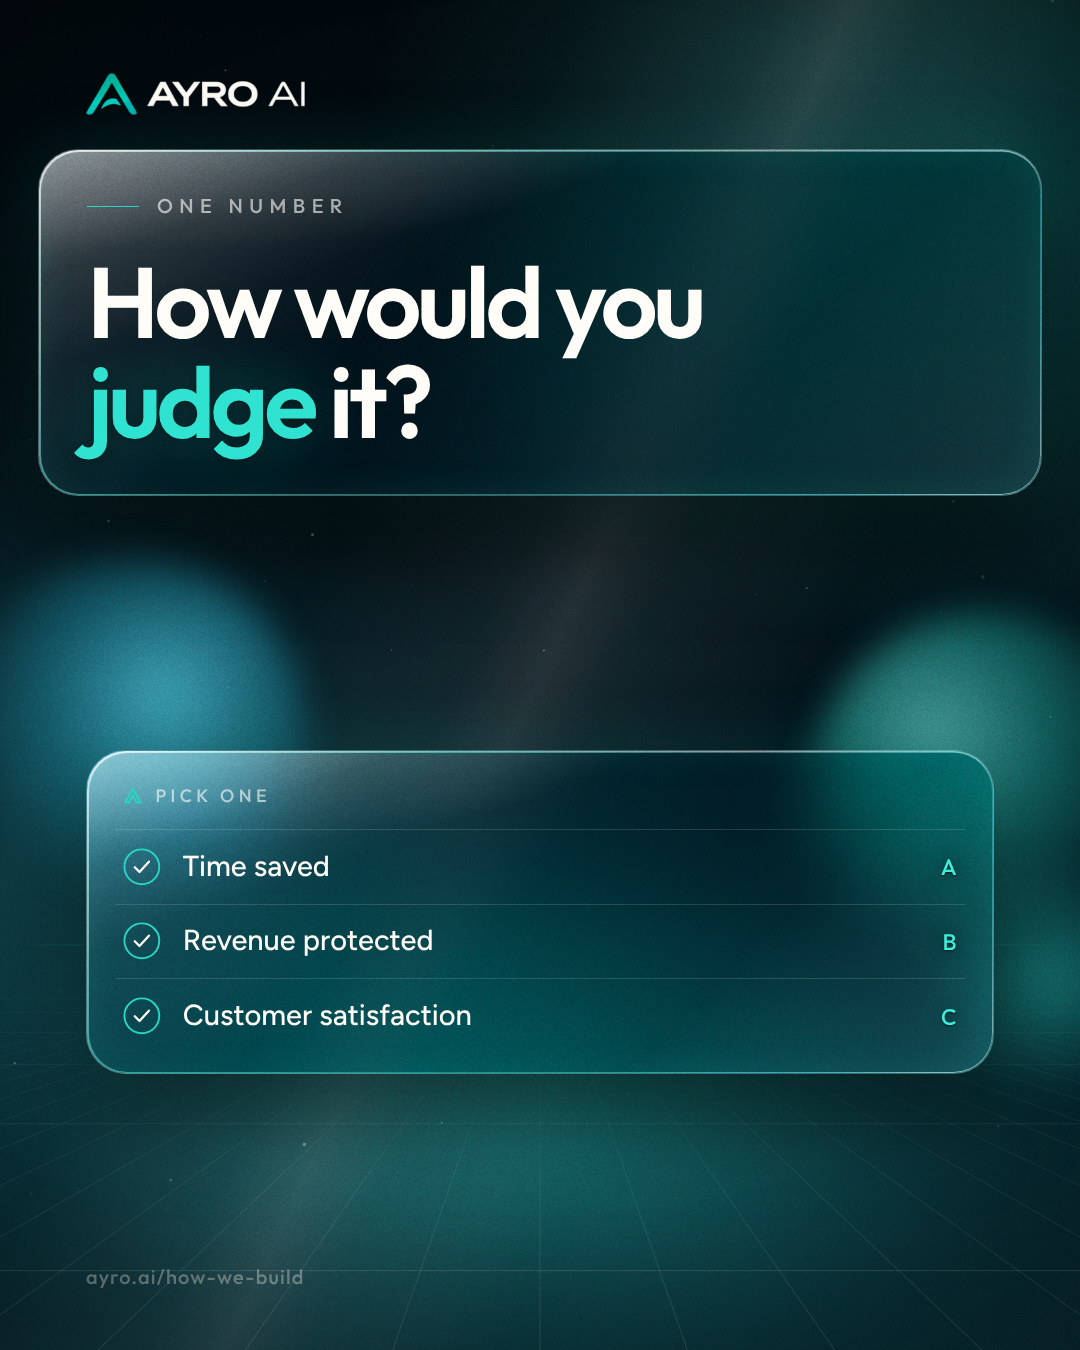 AYRO AI
ONE NUMBER
How would you
judge it?
PICK ONE
Time saved A
Revenue protected B
Customer satisfaction C
ayro.ai/how-we-build